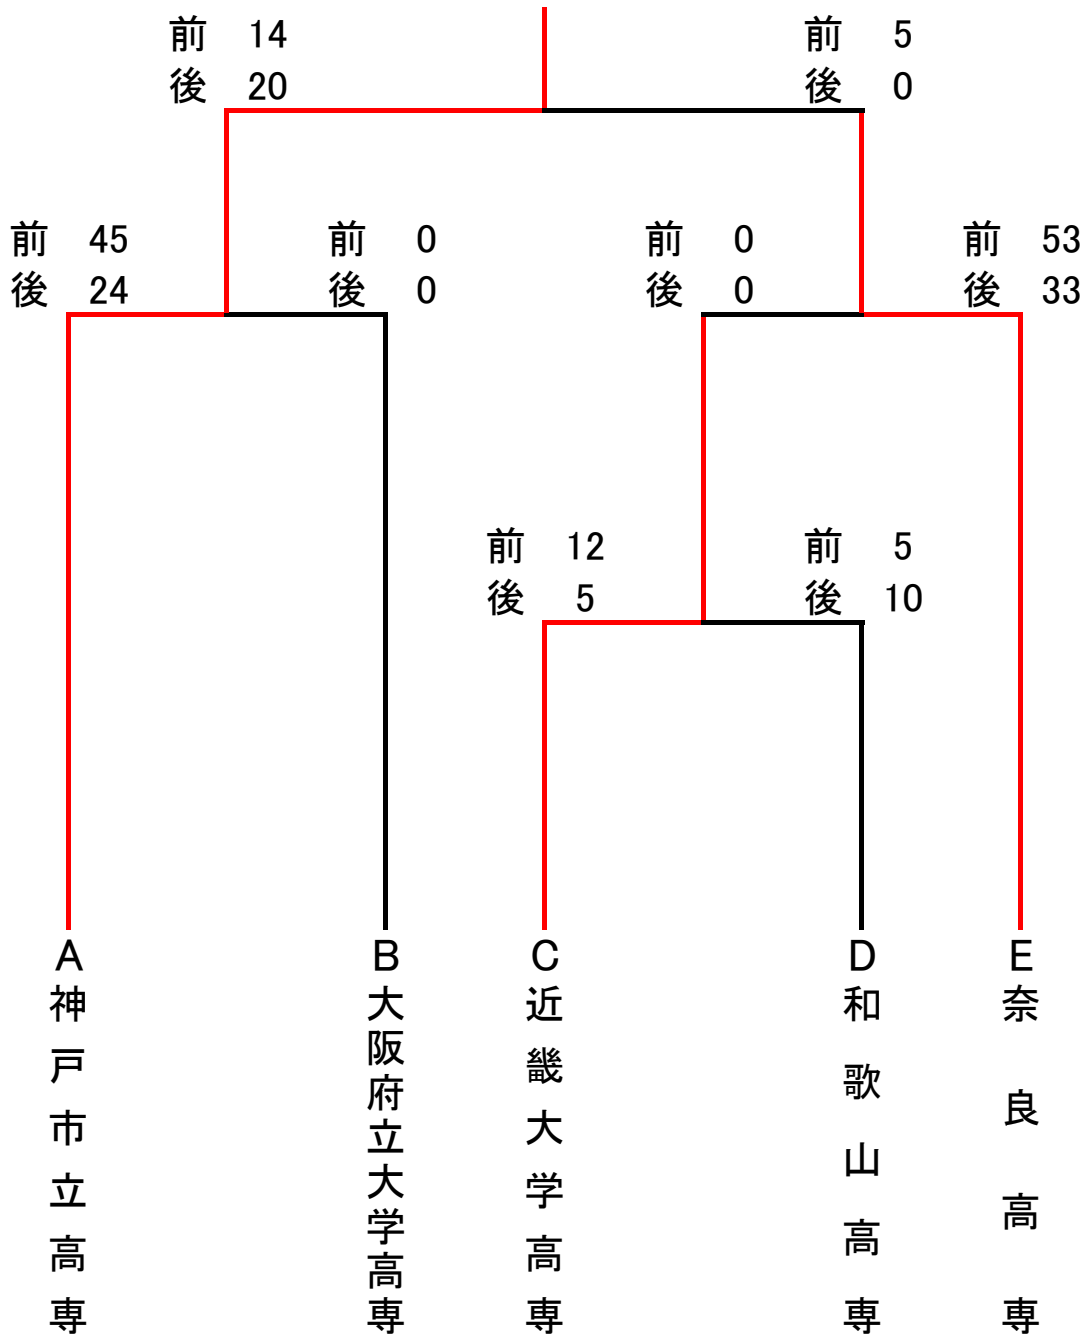 前 14 前 5
後 20 後 0
前 45 前 0 前 0 前 53
後 24 後 0 後 0 後 33
前 12 前 5
後 5 後 10
A
神戸市立高専
B
大阪府立大学高専
C
近畿大学高専
D
和歌山高専
E
奈良高専